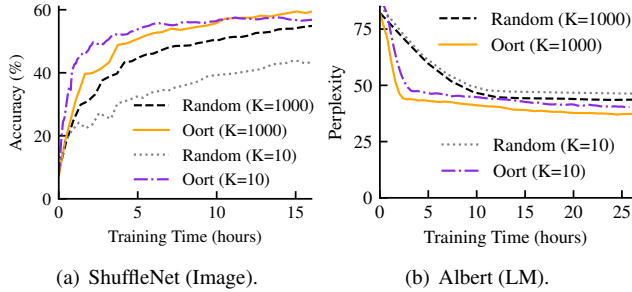 Accuracy (%)
60
40
20
0
Random (K=1000)
Oort (K=1000)
Random (K=10)
Oort (K=10)
0 5 10 15
Training Time (hours)
(a) ShuffleNet (Image).
Perplexity
75
50
25
0
Random (K=1000)
Oort (K=1000)
Random (K=10)
Oort (K=10)
0 5 10 15 20 25
Training Time (hours)
(b) Albert (LM).